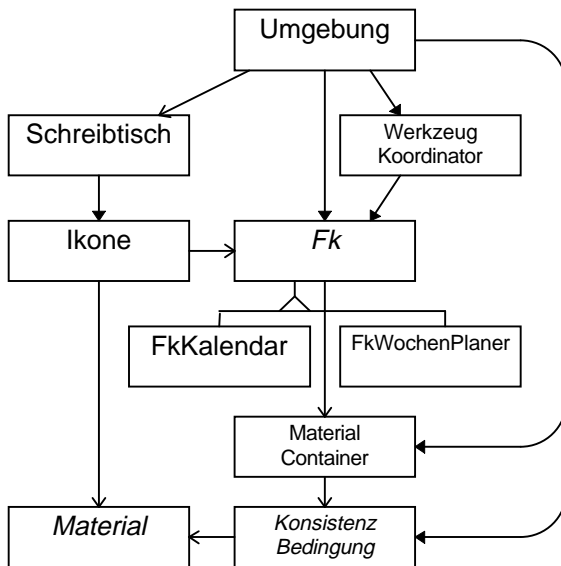 Umgebung
Schreibtisch
Werkzeug
Koordinator
Ikone
Fk
FkKalendar
FkWochenPlaner
Material
Container
Material
Konsistenz
Bedingung